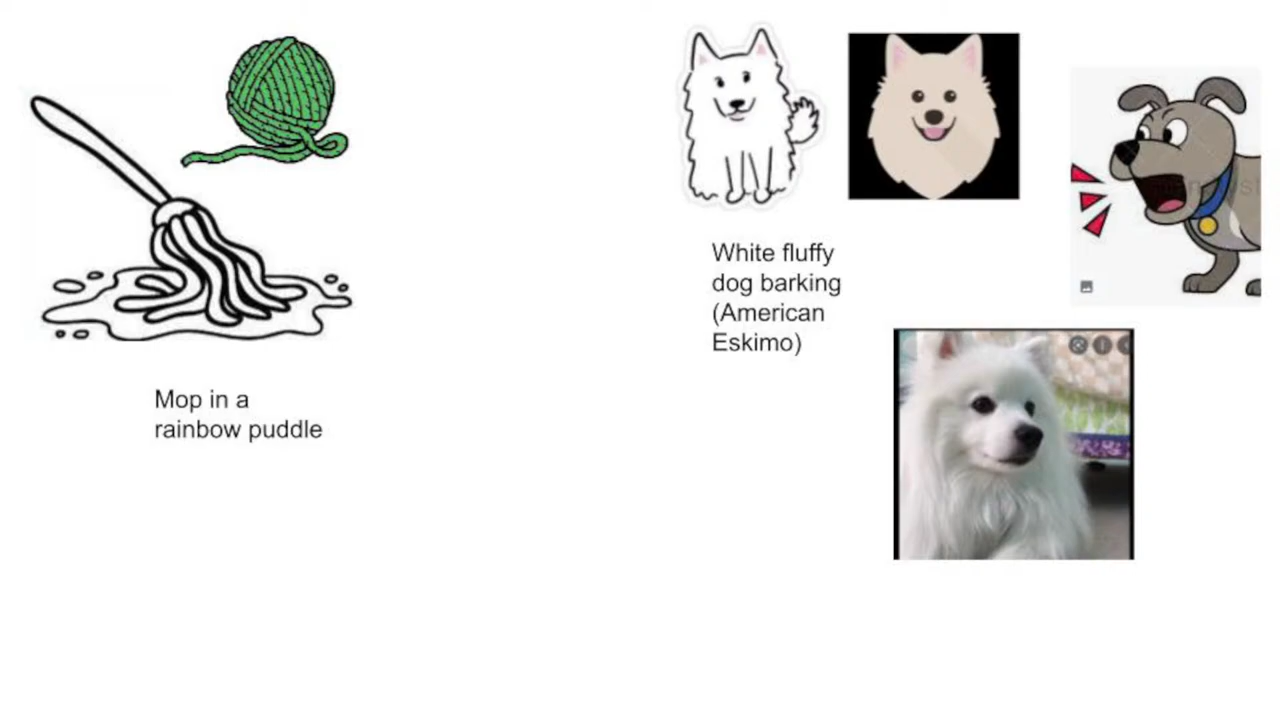 Mop in a
rainbow puddle
White fluffy
dog barking
(American
Eskimo)